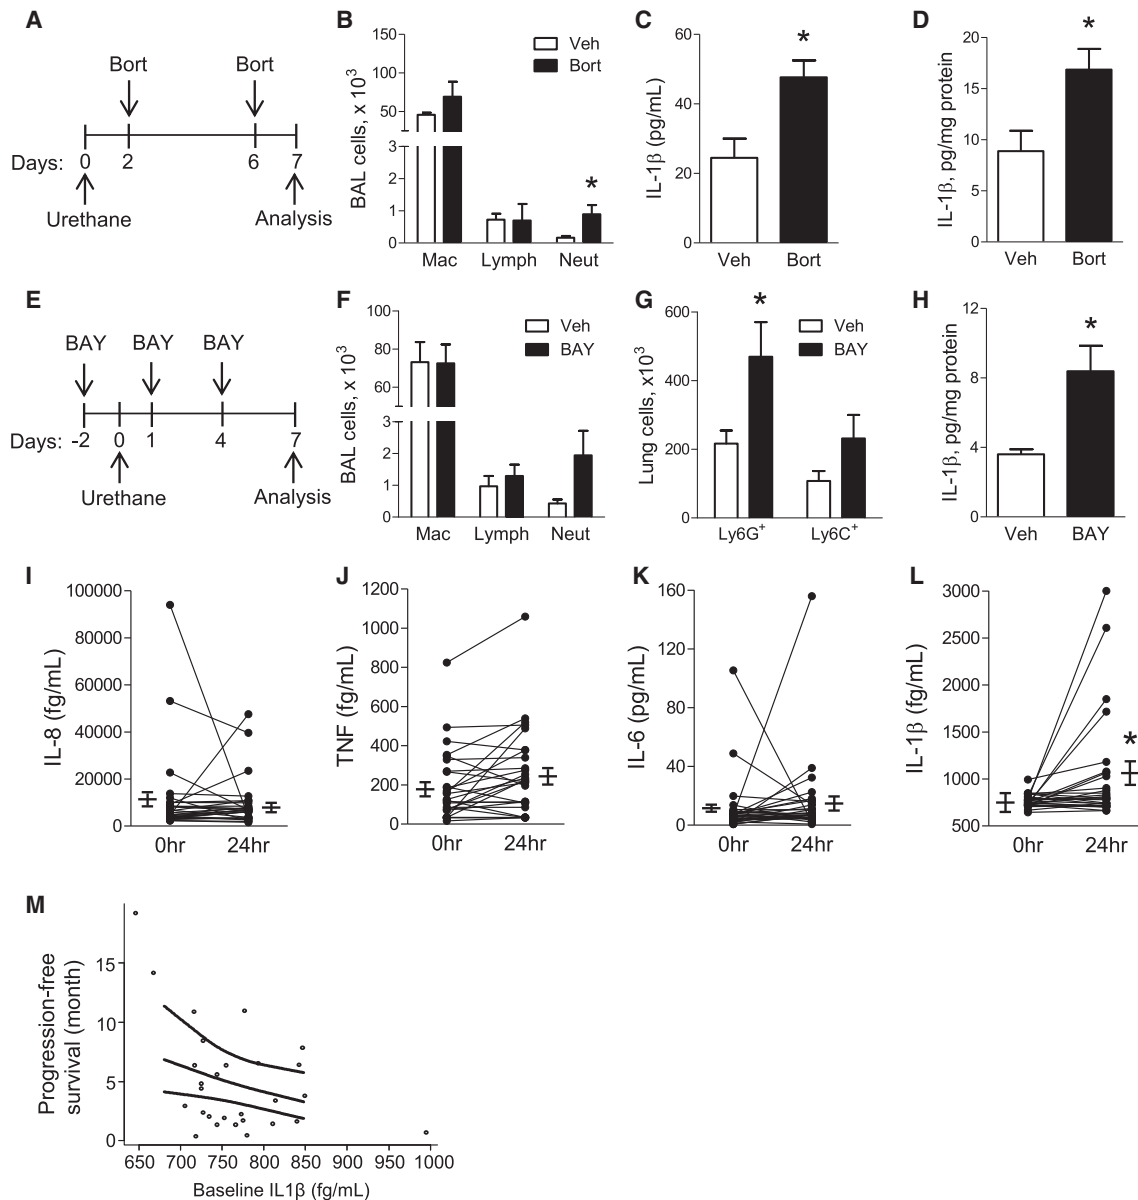 A
Bort Bort
Days: 0 2 6 7
Urethane Analysis
B
BAL cells, x 10³
150
100
50
3
2
1
0
Veh
Bort
*
Mac Lymph Neut
C
IL-1β (pg/mL)
60
40
20
0
*
Veh Bort
D
IL-1β, pg/mg protein
20
15
10
5
0
*
Veh Bort
E
BAY BAY BAY
Days: -2 0 1 4 7
Urethane Analysis
F
BAL cells, x 10³
100
80
60
3
2
1
0
Veh
BAY
Mac Lymph Neut
G
Lung cells, x10³
600
400
200
0
*
Veh
BAY
Ly6G⁺ Ly6C⁺
H
IL-1β, pg/mg protein
12
8
4
0
*
Veh BAY
I
IL-8 (fg/mL)
100000
80000
60000
40000
20000
0
0hr 24hr
J
TNF (fg/mL)
1200
1000
800
600
400
200
0
0hr 24hr
K
IL-6 (pg/mL)
160
120
80
40
0
0hr 24hr
L
IL-1β (fg/mL)
3000
2500
2000
1500
1000
500
*
0hr 24hr
M
Progression-free
survival (month)
15
10
5
0
650 700 750 800 850 900 950 1000
Baseline IL1β (fg/mL)